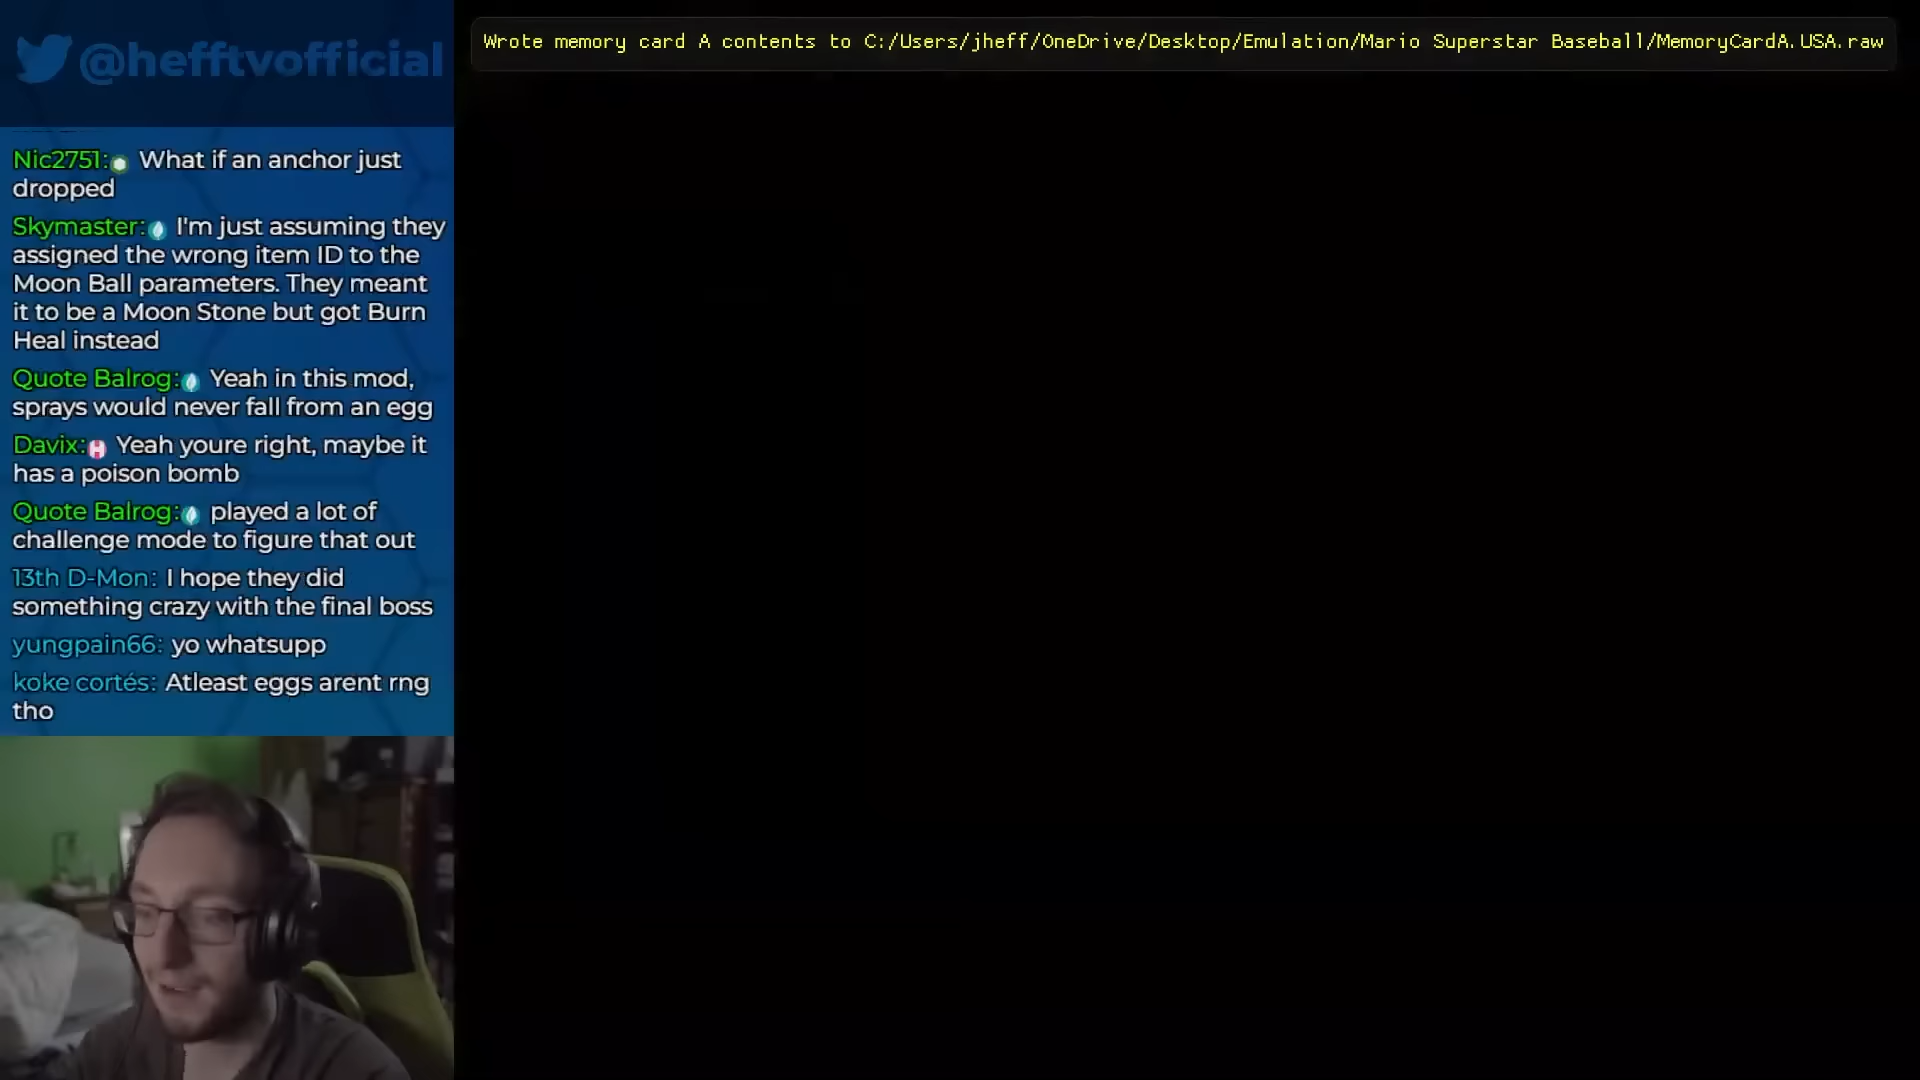 @hefftvofficial
Wrote memory card A contents to C:/Users/jheff/OneDrive/Desktop/Emulation/Mario Superstar Baseball/MemoryCardA.USA.raw
Nic2751: What if an anchor just
dropped
Skymaster: I'm just assuming they
assigned the wrong item ID to the
Moon Ball parameters. They meant
it to be a Moon Stone but got Burn
Heal instead
Quote Balrog: Yeah in this mod,
sprays would never fall from an egg
Davix: Yeah youre right, maybe it
has a poison bomb
Quote Balrog: played a lot of
challenge mode to figure that out
13th D-Mon: I hope they did
something crazy with the final boss
yungpain66: yo whatsupp
koke cortés: Atleast eggs arent rng
tho